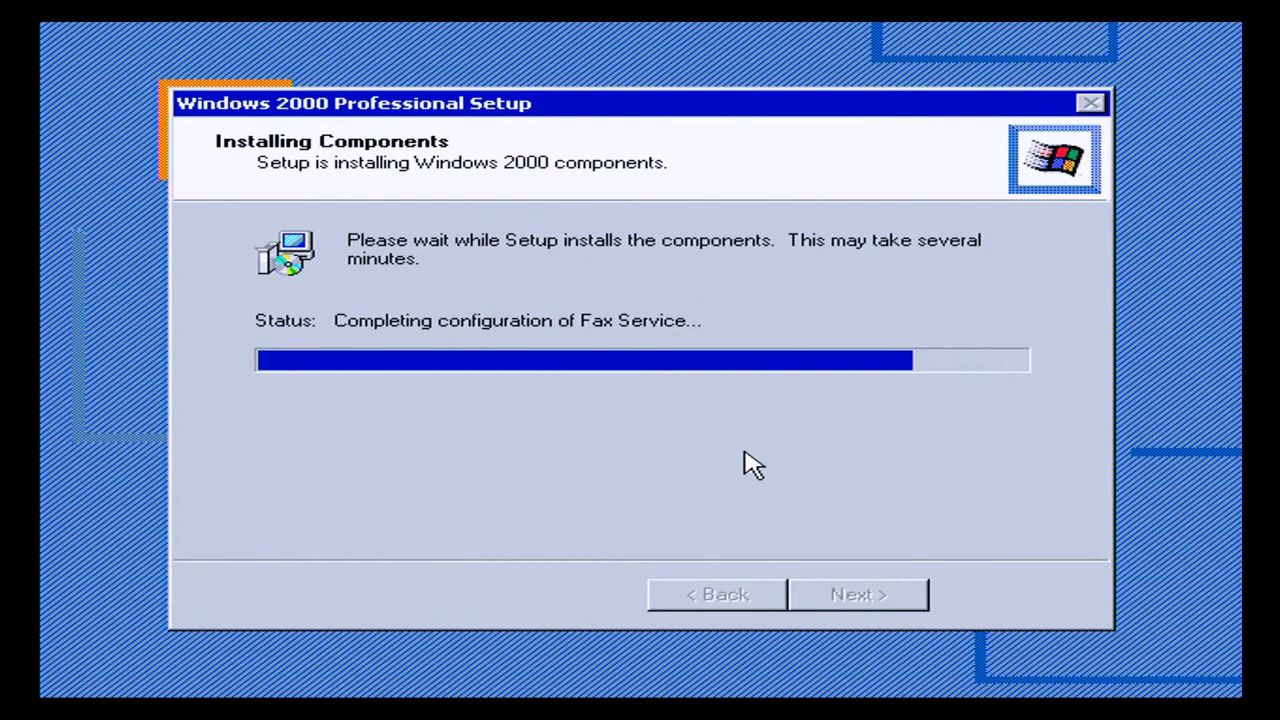 Windows 2000 Professional Setup
Installing Components
Setup is installing Windows 2000 components.
Please wait while Setup installs the components. This may take several
minutes.
Status: Completing configuration of Fax Service...
< Back Next >